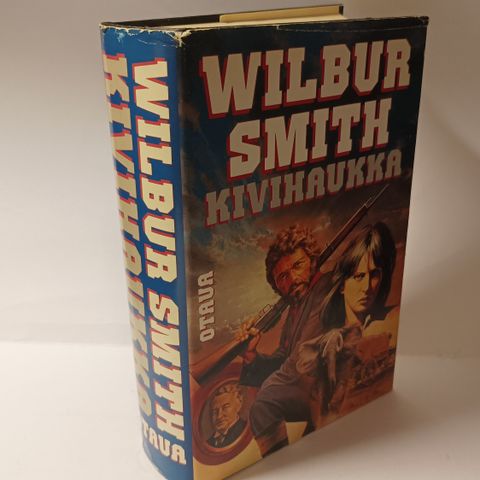 WILBUR
SMITH
KIVIHAUKKA
OTAVA
WILBUR SMITH
KIVIHAUKKA
OTAVA